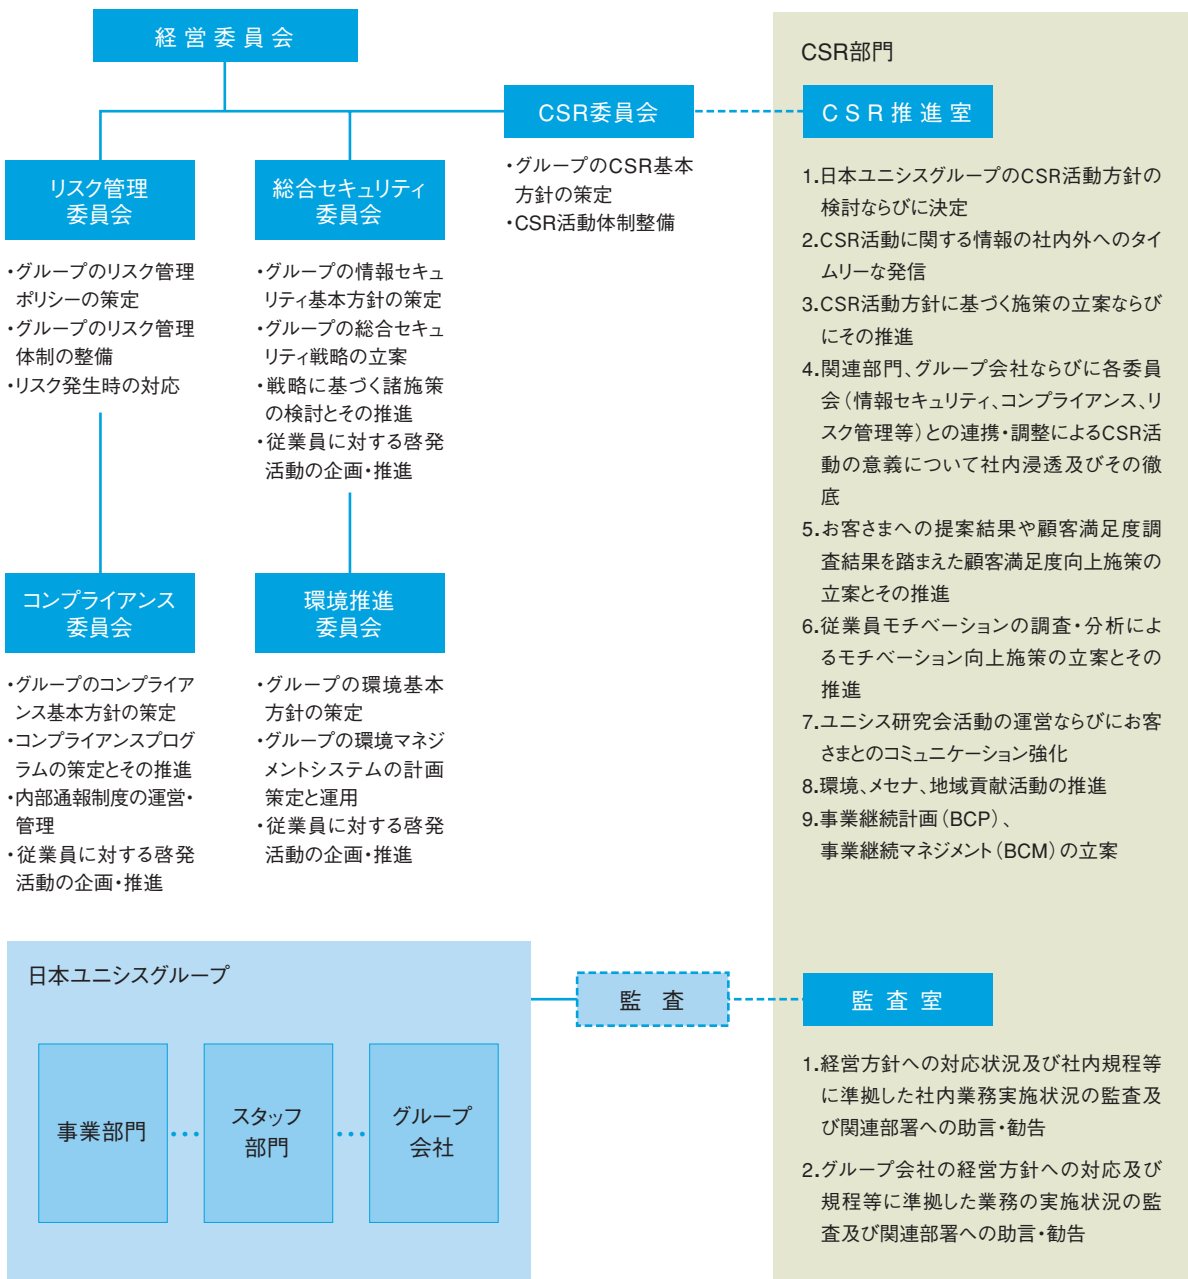 経営委員会
CSR委員会
・グループのCSR基本
方針の策定
・CSR活動体制整備
リスク管理
委員会
・グループのリスク管理
ポリシーの策定
・グループのリスク管理
体制の整備
・リスク発生時の対応
総合セキュリティ
委員会
・グループの情報セキュ
リティ基本方針の策定
・グループの総合セキュ
リティ戦略の立案
・戦略に基づく諸施策
の検討とその推進
・従業員に対する啓発
活動の企画・推進
コンプライアンス
委員会
・グループのコンプライア
ンス基本方針の策定
・コンプライアンスプログ
ラムの策定とその推進
・内部通報制度の運営・
管理
・従業員に対する啓発
活動の企画・推進
環境推進
委員会
・グループの環境基本
方針の策定
・グループの環境マネジ
メントシステムの計画
策定と運用
・従業員に対する啓発
活動の企画・推進
CSR部門
CSR推進室
1.日本ユニシスグループのCSR活動方針の
検討ならびに決定
2.CSR活動に関する情報の社内外へのタイ
ムリーな発信
3.CSR活動方針に基づく施策の立案ならび
にその推進
4.関連部門、グループ会社ならびに各委員
会（情報セキュリティ、コンプライアンス、リ
スク管理等）との連携・調整によるCSR活
動の意義について社内浸透及びその徹
底
5.お客さまへの提案結果や顧客満足度調
査結果を踏まえた顧客満足度向上施策の
立案とその推進
6.従業員モチベーションの調査・分析によ
るモチベーション向上施策の立案とその
推進
7.ユニシス研究会活動の運営ならびにお客
さまとのコミュニケーション強化
8.環境、メセナ、地域貢献活動の推進
9.事業継続計画（BCP）、
事業継続マネジメント（BCM）の立案
日本ユニシスグループ
事業部門
…
スタッフ
部門
…
グループ
会社
監査
監査室
1.経営方針への対応状況及び社内規程等
に準拠した社内業務実施状況の監査及
び関連部署への助言・勧告
2.グループ会社の経営方針への対応及び
規程等に準拠した業務の実施状況の監
査及び関連部署への助言・勧告